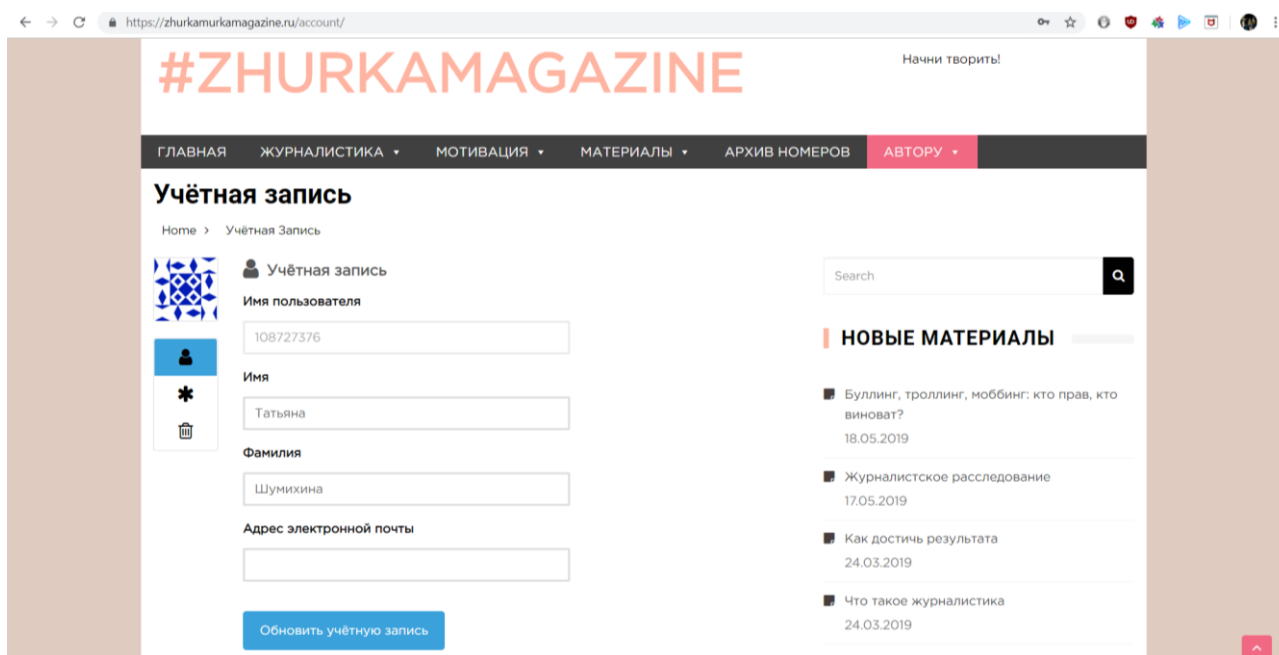 https://zhurkamurkamagazine.ru/account/
#ZHURKAMAGAZINE
Начни творить!
ГЛАВНАЯ ЖУРНАЛИСТИКА МОТИВАЦИЯ МАТЕРИАЛЫ АРХИВ НОМЕРОВ АВТОРУ
Учётная запись
Home > Учётная Запись
Учётная запись
Имя пользователя
108727376
Имя
Татьяна
Фамилия
Шумихина
Адрес электронной почты
Обновить учётную запись
Search
НОВЫЕ МАТЕРИАЛЫ
Буллинг, троллинг, моббинг: кто прав, кто
виноват?
18.05.2019
Журналистское расследование
17.05.2019
Как достичь результата
24.03.2019
Что такое журналистика
24.03.2019